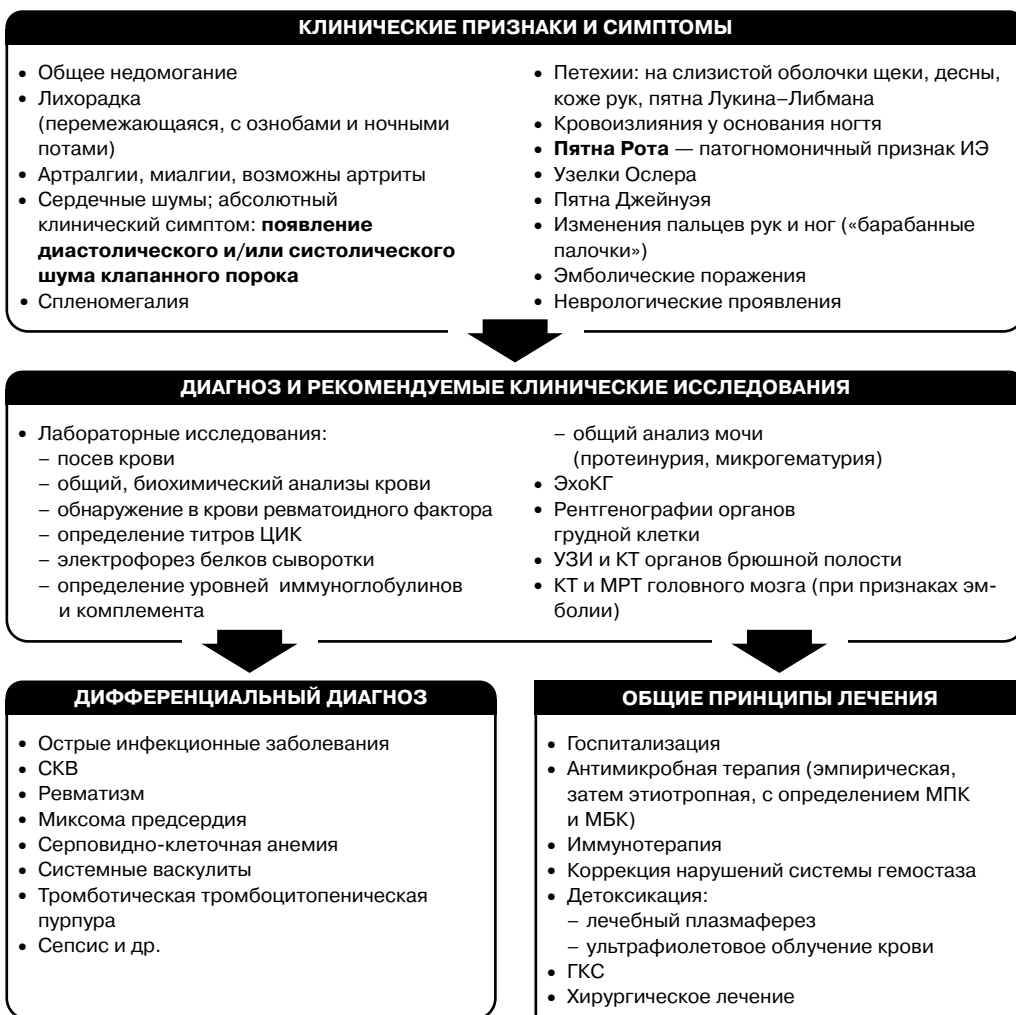 КЛИНИЧЕСКИЕ ПРИЗНАКИ И СИМПТОМЫ
• Общее недомогание
• Лихорадка
(перемежающаяся, с ознобами и ночными
потами)
• Артралгии, миалгии, возможны артриты
• Сердечные шумы; абсолютный
клинический симптом: появление
диастолического и/или систолического
шума клапанного порока
• Спленомегалия
• Петехии: на слизистой оболочки щеки, десны,
коже рук, пятна Лукина–Либмана
• Кровоизлияния у основания ногтя
• Пятна Рота — патогномоничный признак ИЭ
• Узелки Ослера
• Пятна Джейнуэя
• Изменения пальцев рук и ног («барабанные
палочки»)
• Эмболические поражения
• Неврологические проявления
ДИАГНОЗ И РЕКОМЕНДУЕМЫЕ КЛИНИЧЕСКИЕ ИССЛЕДОВАНИЯ
• Лабораторные исследования:
– посев крови
– общий, биохимический анализы крови
– обнаружение в крови ревматоидного фактора
– определение титров ЦИК
– электрофорез белков сыворотки
– определение уровней иммуноглобулинов
и комплемента
– общий анализ мочи
(протеинурия, микрогематурия)
• ЭхоКГ
• Рентгенографии органов
грудной клетки
• УЗИ и КТ органов брюшной полости
• КТ и МРТ головного мозга (при признаках эм-
болии)
ДИФФЕРЕНЦИАЛЬНЫЙ ДИАГНОЗ
• Острые инфекционные заболевания
• СКВ
• Ревматизм
• Миксома предсердия
• Серповидно-клеточная анемия
• Системные васкулиты
• Тромботическая тромбоцитопеническая
пурпура
• Сепсис и др.
ОБЩИЕ ПРИНЦИПЫ ЛЕЧЕНИЯ
• Госпитализация
• Антимикробная терапия (эмпирическая,
затем этиотропная, с определением МПК
и МБК)
• Иммунотерапия
• Коррекция нарушений системы гемостаза
• Детоксикация:
– лечебный плазмаферез
– ультрафиолетовое облучение крови
• ГКС
• Хирургическое лечение